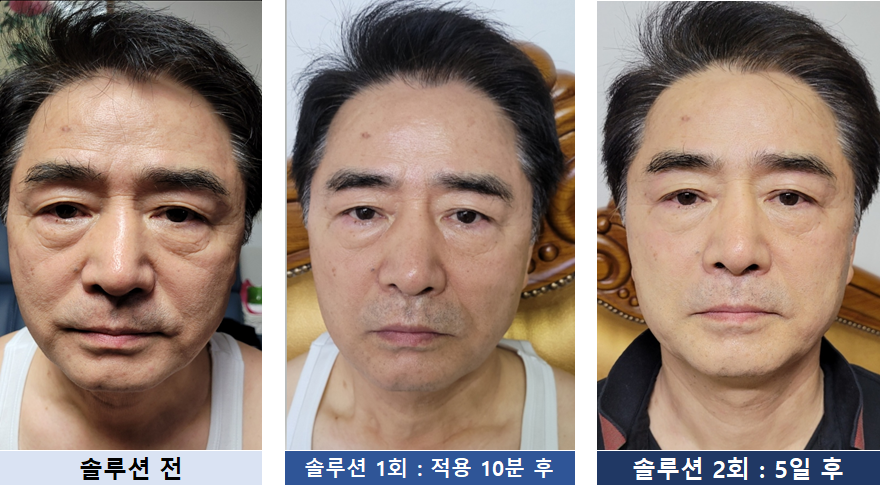 솔루션 전
솔루션 1회 : 적용 10분 후
솔루션 2회 : 5일 후